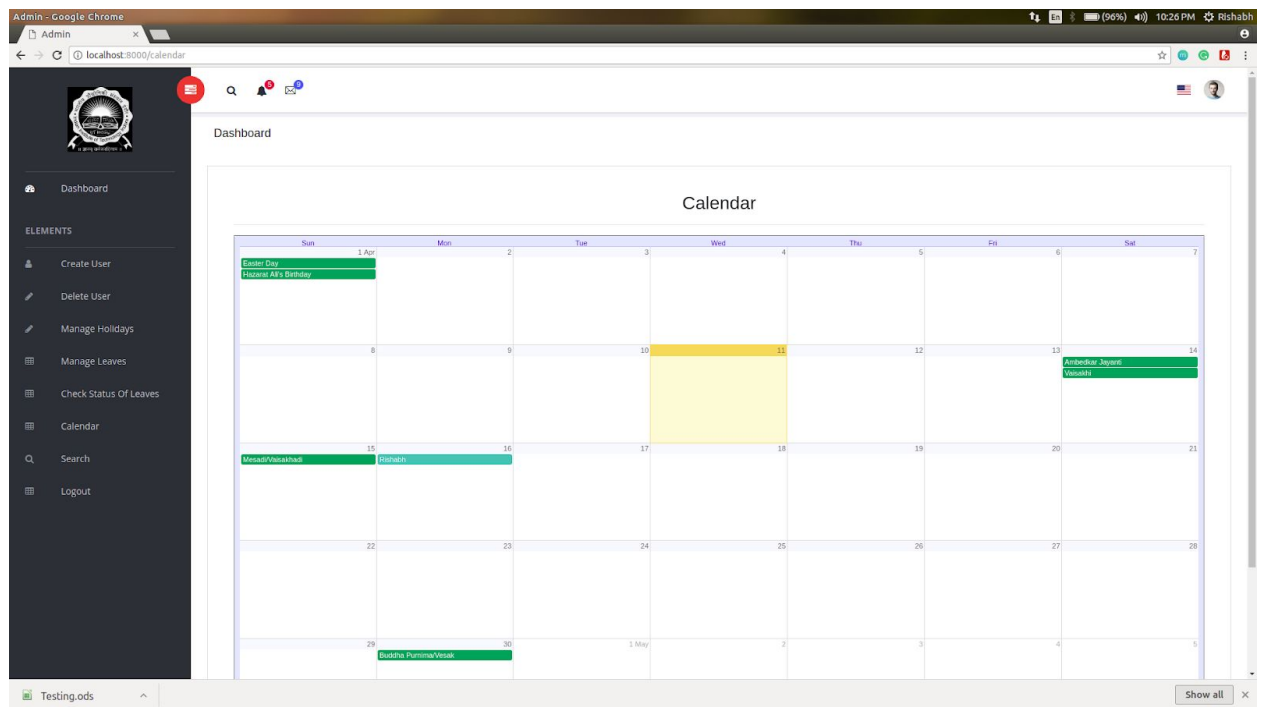 Admin - Google Chrome
En (96%) 10:26 PM Rishabh
Admin
localhost:8000/calendar
5 9
Dashboard
Dashboard
ELEMENTS
Create User
Delete User
Manage Holidays
Manage Leaves
Check Status Of Leaves
Calendar
Search
Logout
Calendar
Sun Mon Tue Wed Thu Fri Sat
1 Apr 2 3 4 5 6 7
Easter Day
Hazarat Ali's Birthday
8 9 10 11 12 13 14
Ambedkar Jayanti
Vaisakhi
15 16 17 18 19 20 21
Mesadi/Vaisakhadi Rishabh
22 23 24 25 26 27 28
29 30 1 May 2 3 4 5
Buddha Purnima/Vesak
Testing.ods Show all